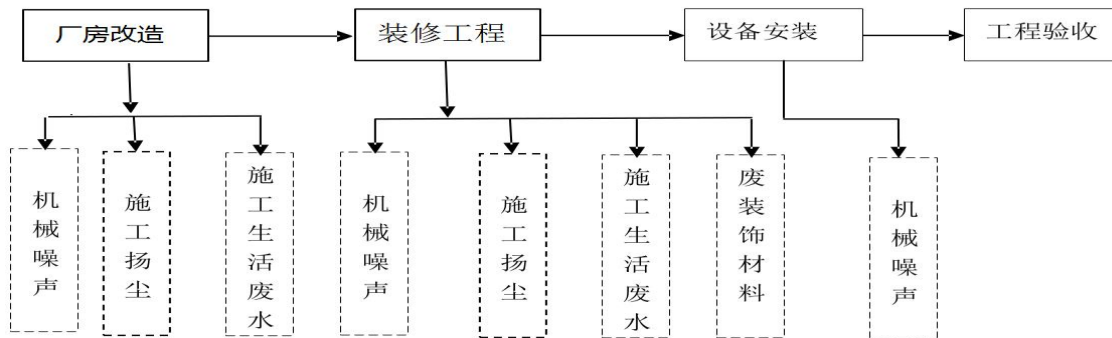 厂房改造
装修工程
设备安装
工程验收
机械噪声
施工扬尘
施工生活废水
机械噪声
施工扬尘
施工生活废水
废装饰材料
机械噪声